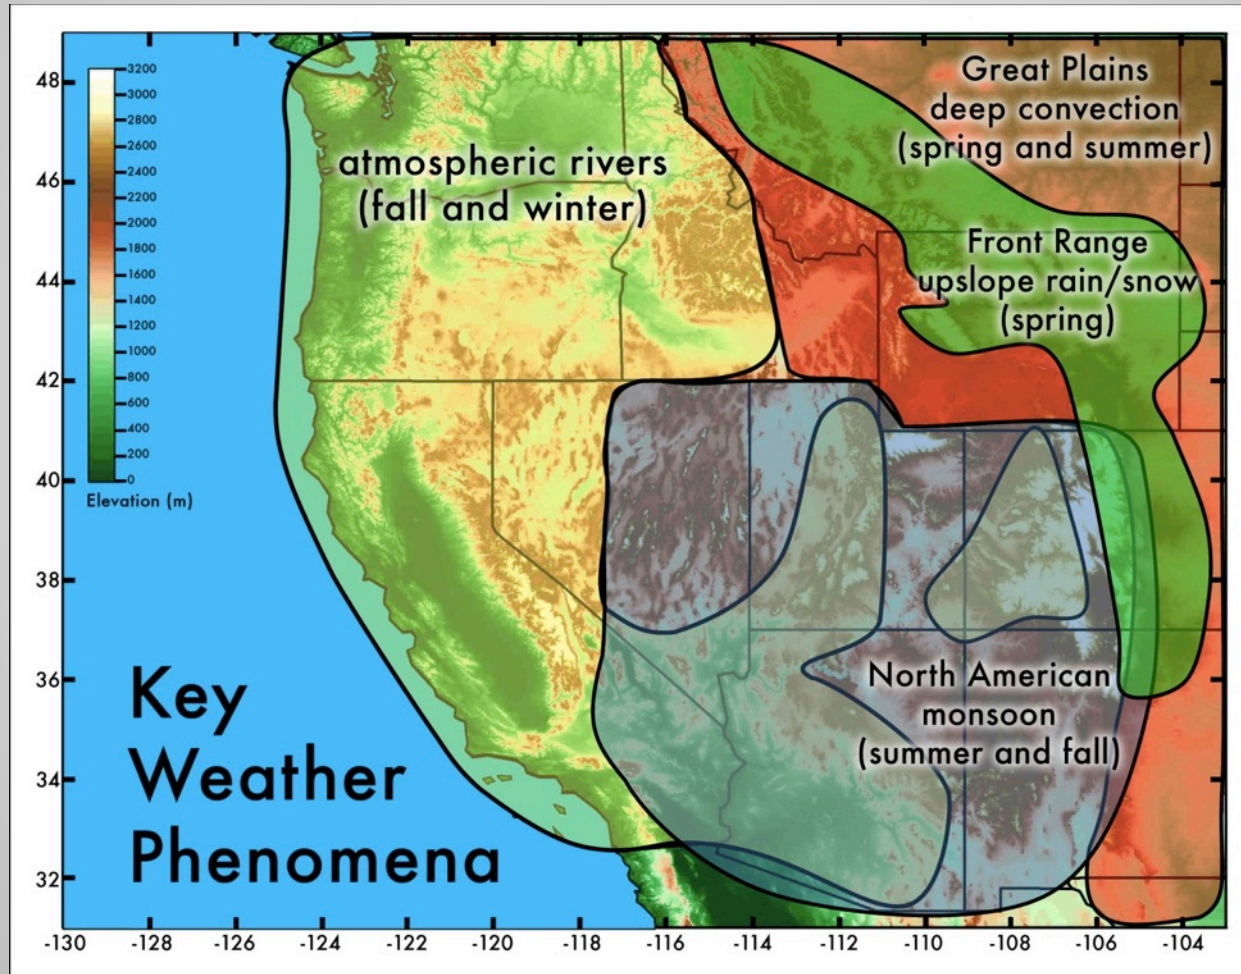 Great Plains
deep convection
(spring and summer)
atmospheric rivers
(fall and winter)
Front Range
upslope rain/snow
(spring)
North American
monsoon
(summer and fall)
Key
Weather
Phenomena
3200
3000
2800
2600
2400
2200
2000
1800
1600
1400
1200
1000
800
600
400
200
0
Elevation (m)
48
46
44
42
40
38
36
34
32
-130 -128 -126 -124 -122 -120 -118 -116 -114 -112 -110 -108 -106 -104